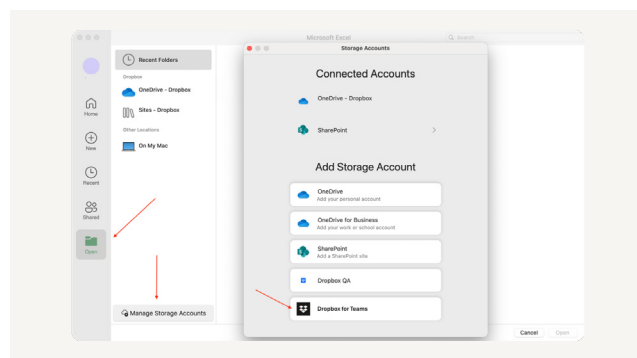 Microsoft Excel
Search
Storage Accounts
Recent Folders
Dropbox
OneDrive - Dropbox
Sites - Dropbox
Other Locations
On My Mac
Home
New
Recent
Shared
Open
Manage Storage Accounts
Connected Accounts
OneDrive - Dropbox
SharePoint
Add Storage Account
OneDrive
Add your personal account
OneDrive for Business
Add your work or school account
SharePoint
Add a SharePoint site
Dropbox QA
Dropbox for Teams
Cancel
Open